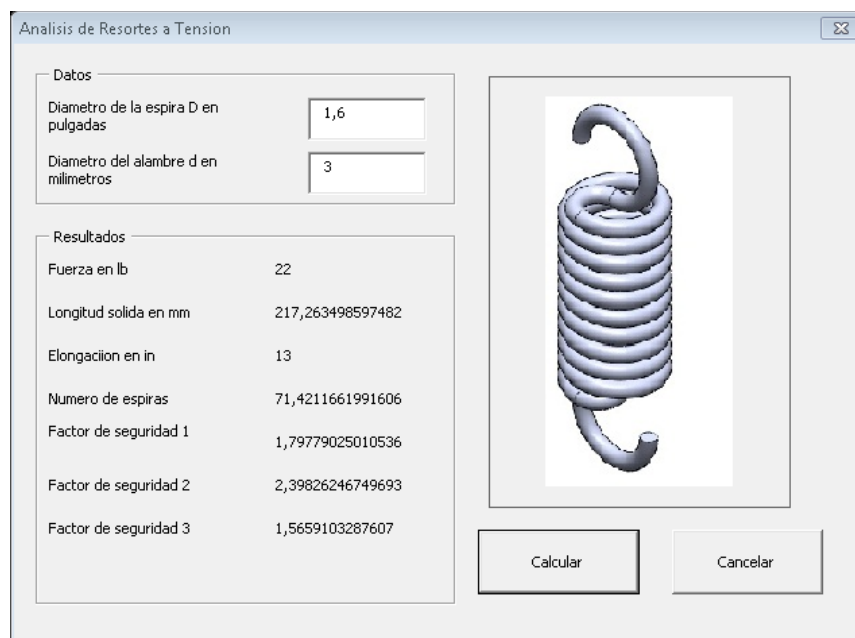 Analisis de Resortes a Tension
Datos
Diametro de la espira D en
pulgadas
1,6
Diametro del alambre d en
milimetros
3
Resultados
Fuerza en lb 22
Longitud solida en mm 217,263498597482
Elongaciion en in 13
Numero de espiras 71,4211661991606
Factor de seguridad 1 1,79779025010536
Factor de seguridad 2 2,39826246749693
Factor de seguridad 3 1,5659103287607
Calcular
Cancelar